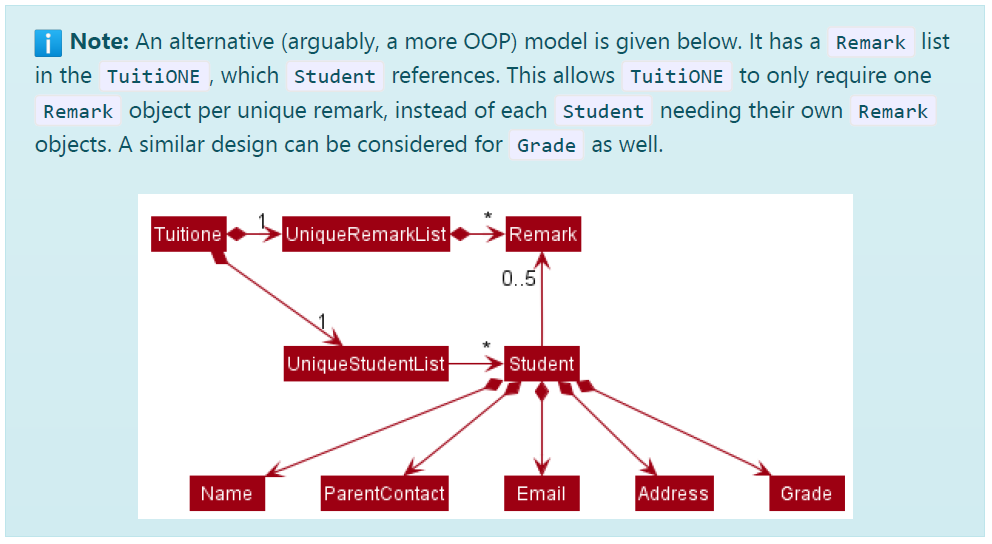 Note: An alternative (arguably, a more OOP) model is given below. It has a Remark list
in the TuitiONE, which Student references. This allows TuitiONE to only require one
Remark object per unique remark, instead of each Student needing their own Remark
objects. A similar design can be considered for Grade as well.
Tuitione 1 UniqueRemarkList * Remark
0..5
1
UniqueStudentList * Student
Name ParentContact Email Address Grade